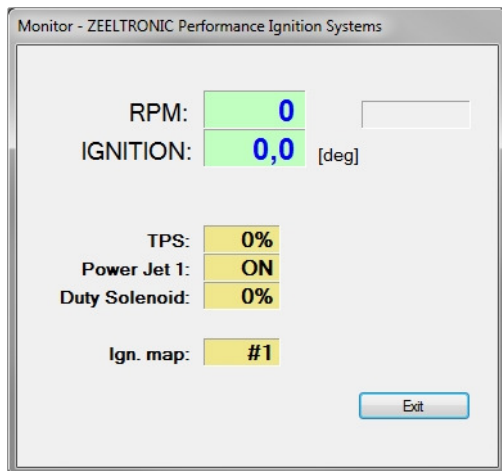 Monitor - ZEELTRONIC Performance Ignition Systems
RPM: 0
IGNITION: 0,0 [deg]
TPS: 0%
Power Jet 1: ON
Duty Solenoid: 0%
Ign. map: #1
Exit